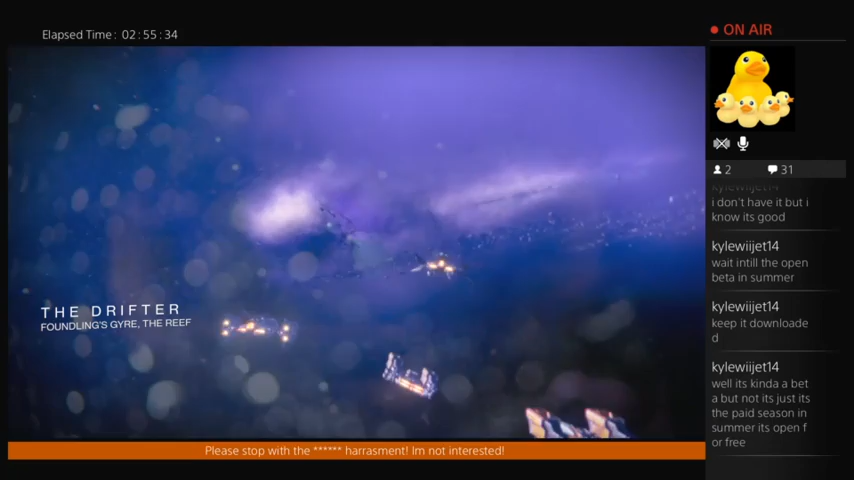 Elapsed Time: 02:55:34
ON AIR
2
31
kylewiijet14
i don't have it but i
know its good
kylewiijet14
wait intill the open
beta in summer
kylewiijet14
keep it downloade
d
kylewiijet14
well its kinda a bet
a but not its just its
the paid season in
summer its open f
or free
THE DRIFTER
FOUNDLING'S GYRE, THE REEF
Please stop with the ****** harrasment! Im not interested!